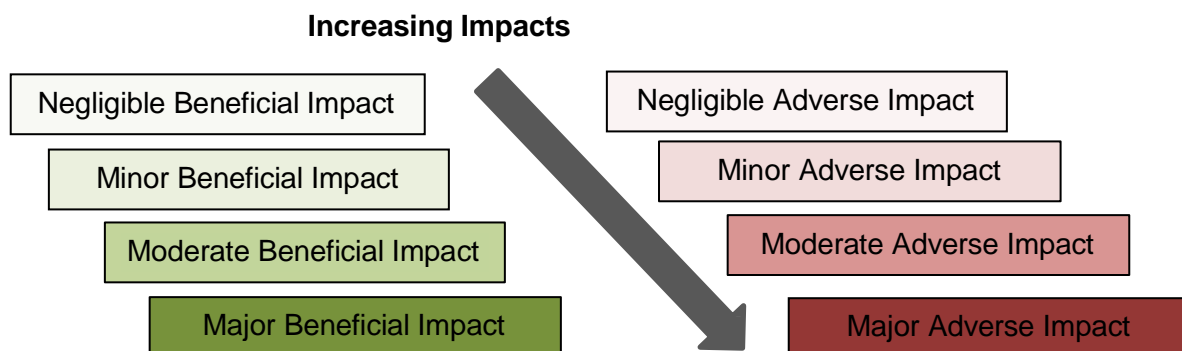 Increasing Impacts
Negligible Beneficial Impact
Minor Beneficial Impact
Moderate Beneficial Impact
Major Beneficial Impact
Negligible Adverse Impact
Minor Adverse Impact
Moderate Adverse Impact
Major Adverse Impact